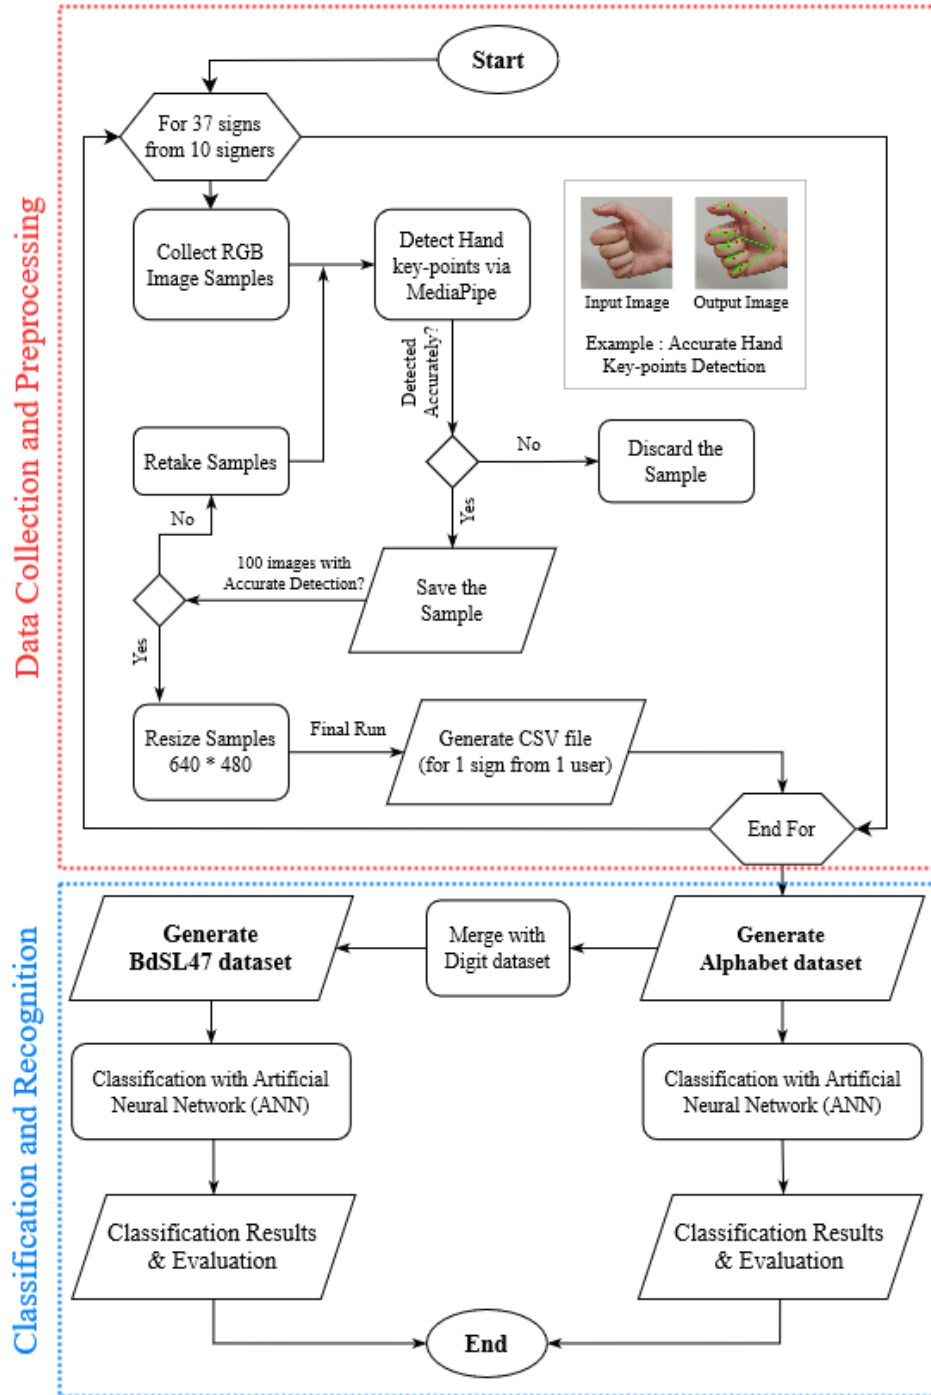 Data Collection and Preprocessing
Start
For 37 signs
from 10 signers
Collect RGB
Image Samples
Detect Hand
key-points via
MediaPipe
Input Image
Output Image
Example : Accurate Hand
Key-points Detection
Detected
Accurately?
Retake Samples
No
Discard the
Sample
No
Yes
100 images with
Accurate Detection?
Save the
Sample
Yes
Resize Samples
640 * 480
Final Run
Generate CSV file
(for 1 sign from 1 user)
End For
Classification and Recognition
Generate
BdSL47 dataset
Merge with
Digit dataset
Generate
Alphabet dataset
Classification with Artificial
Neural Network (ANN)
Classification with Artificial
Neural Network (ANN)
Classification Results
& Evaluation
Classification Results
& Evaluation
End